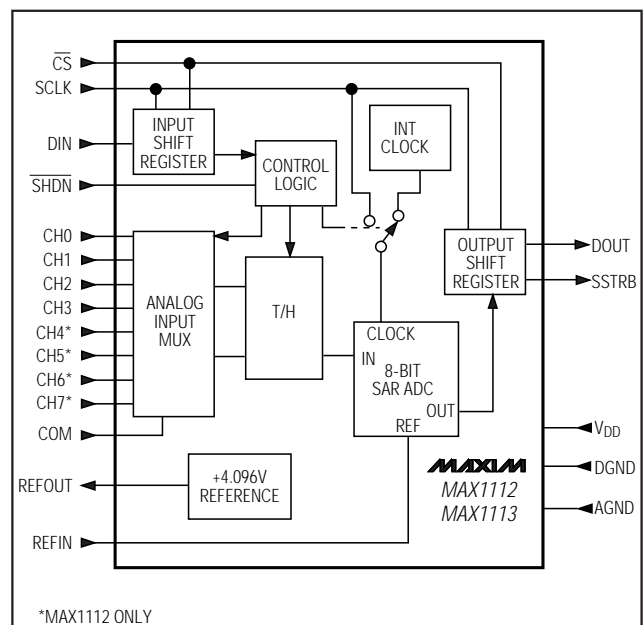 C̅S̅
SCLK
DIN
S̅H̅D̅N̅
CH0
CH1
CH2
CH3
CH4*
CH5*
CH6*
CH7*
COM
REFOUT
REFIN
INPUT
SHIFT
REGISTER
CONTROL
LOGIC
INT
CLOCK
ANALOG
INPUT
MUX
T/H
CLOCK
IN
8-BIT
SAR ADC
OUT
REF
OUTPUT
SHIFT
REGISTER
+4.096V
REFERENCE
DOUT
SSTRB
VDD
DGND
AGND
MAXIM
MAX1112
MAX1113
*MAX1112 ONLY